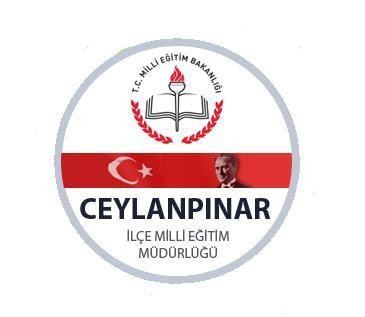 T.C. MİLLİ EĞİTİM BAKANLIĞI
CEYLANPINAR
İLÇE MİLLİ EĞİTİM
MÜDÜRLÜĞÜ